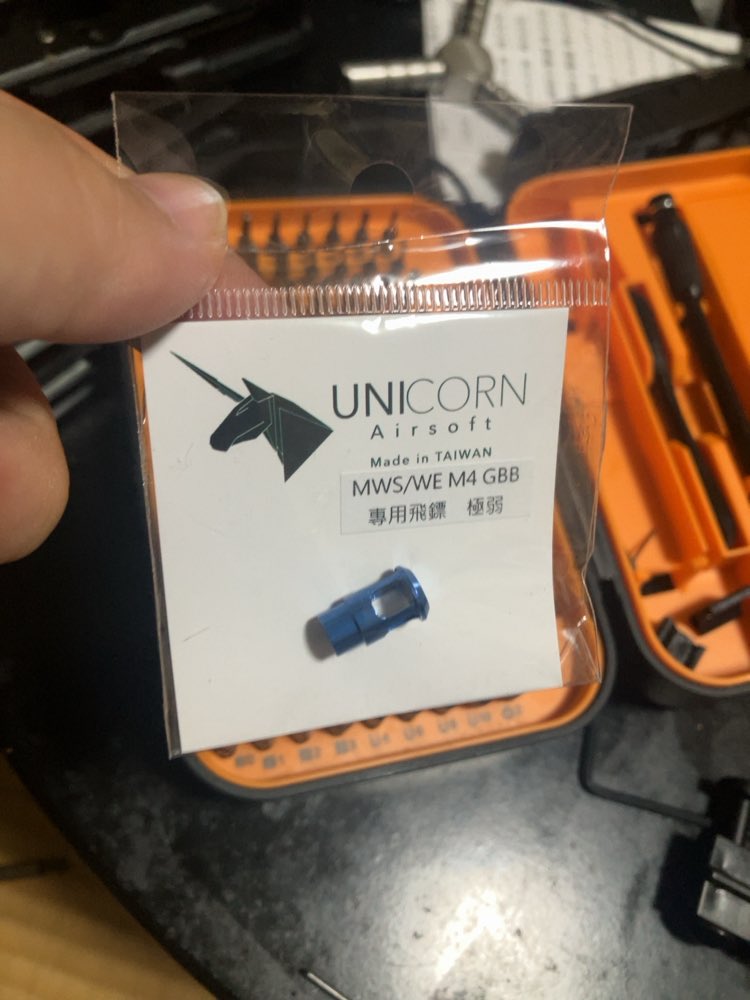 UNICORN
Airsoft
Made in TAIWAN
MWS/WE M4 GBB
專用飛鏢 極弱